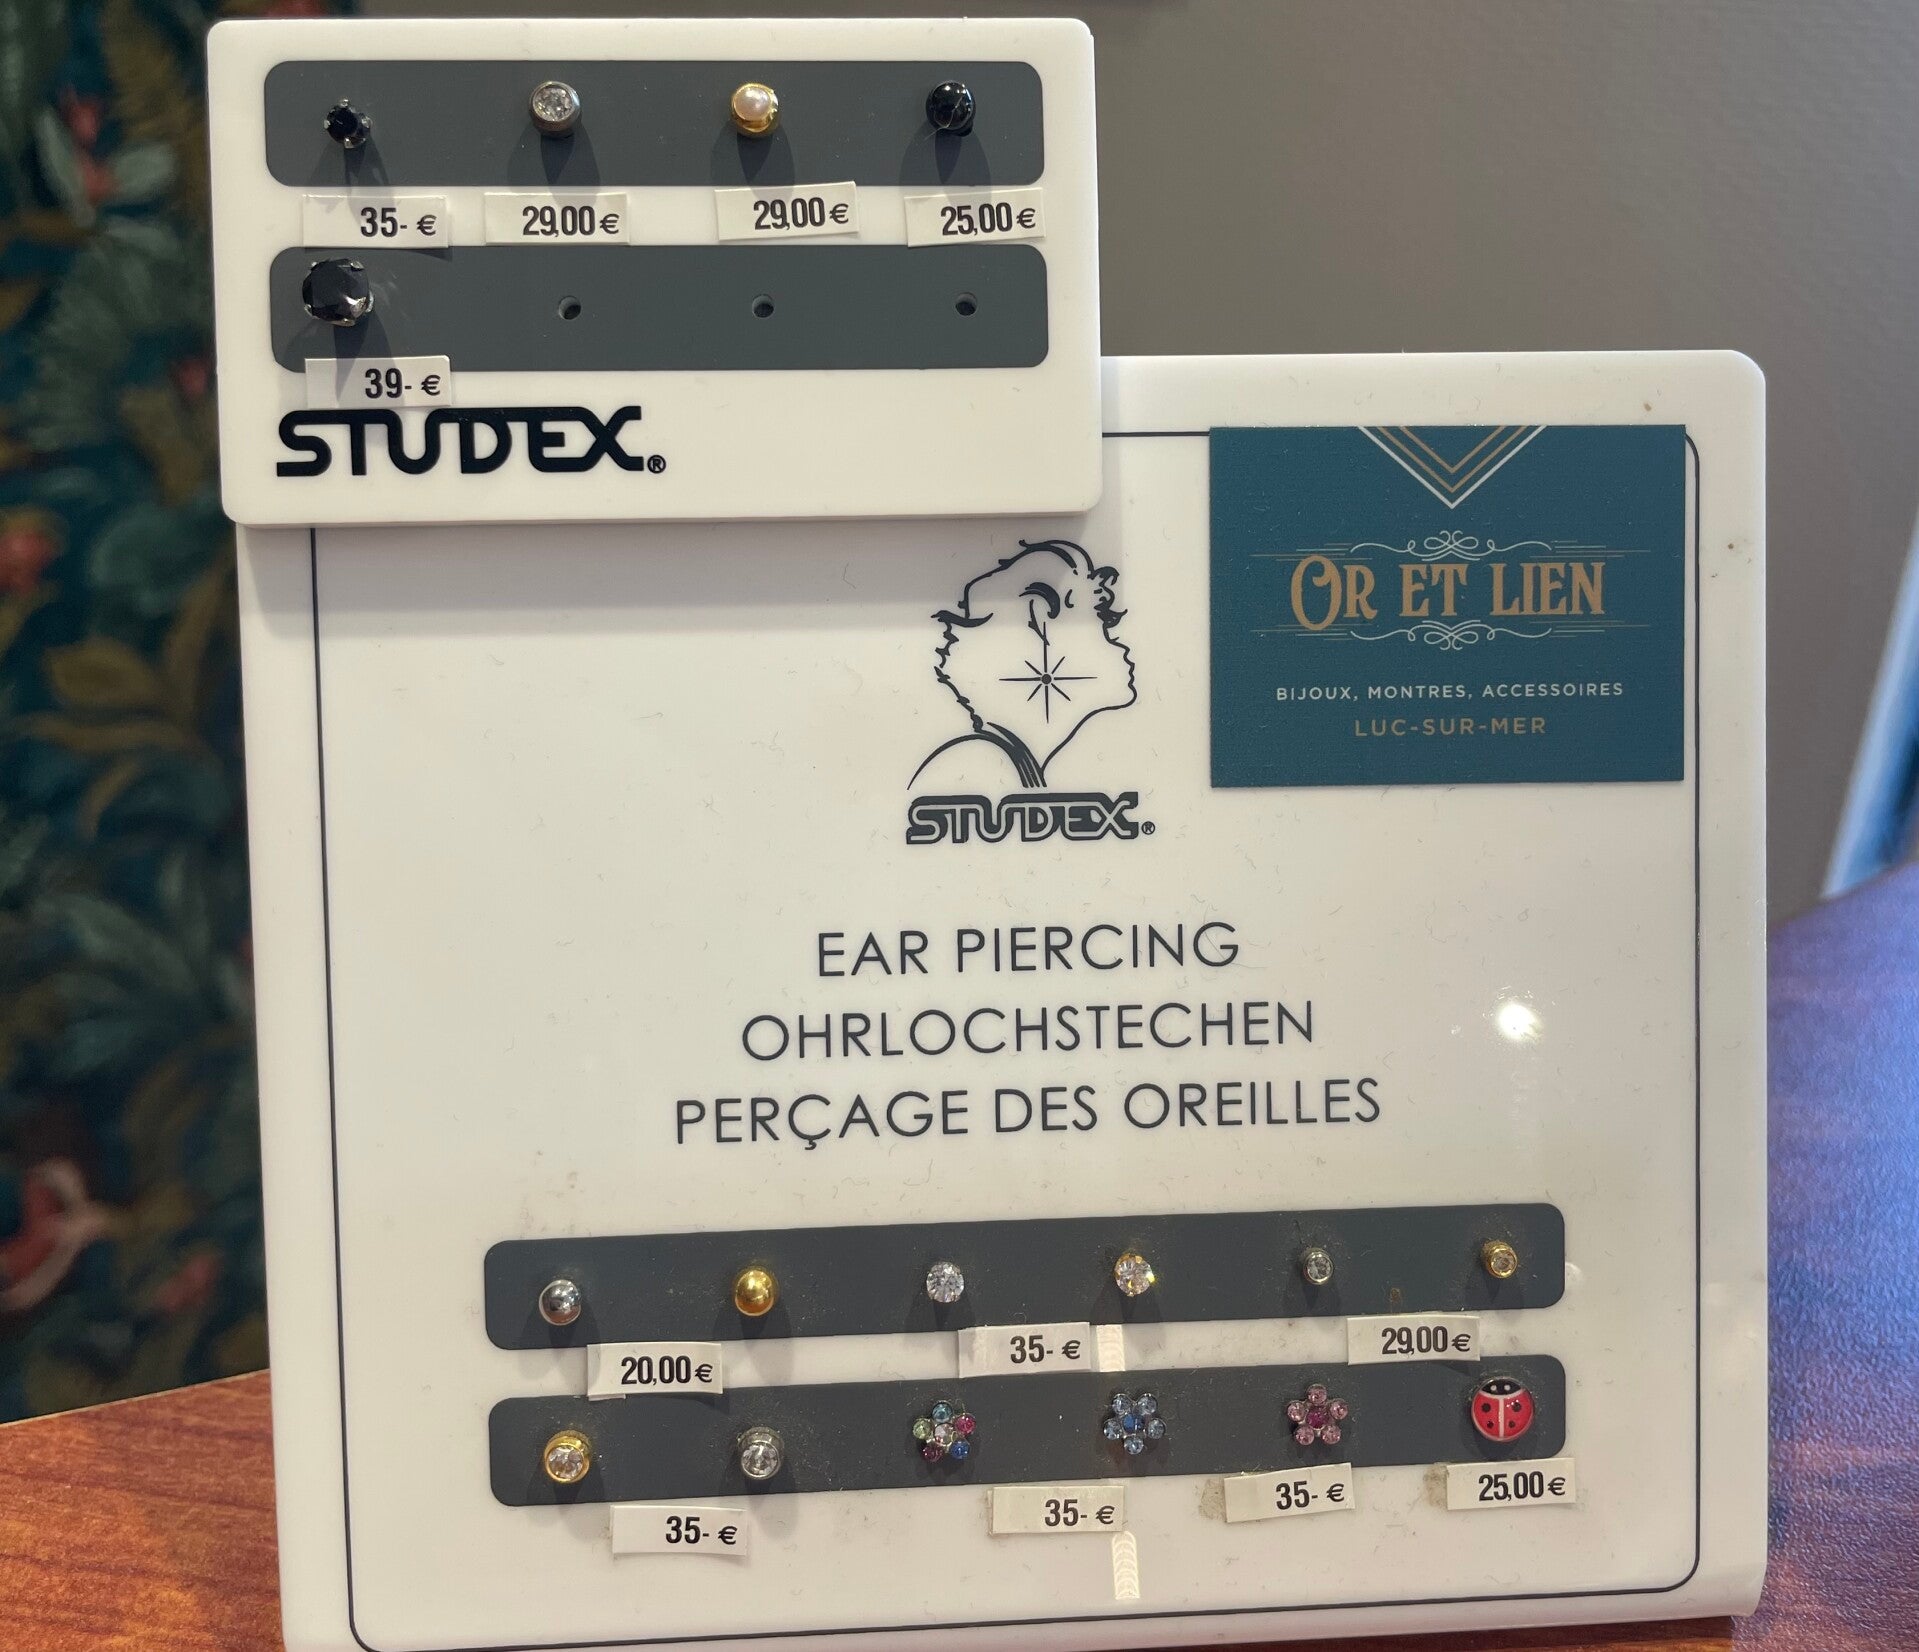 35- €
29,00 €
29,00 €
25,00 €
39- €
STUDEX®
OR ET LIEN
BIJOUX, MONTRES, ACCESSOIRES
LUC-SUR-MER
STUDEX®
EAR PIERCING
OHRLOCHSTECHEN
PERÇAGE DES OREILLES
20,00 €
35- €
29,00 €
35- €
35- €
35- €
25,00 €